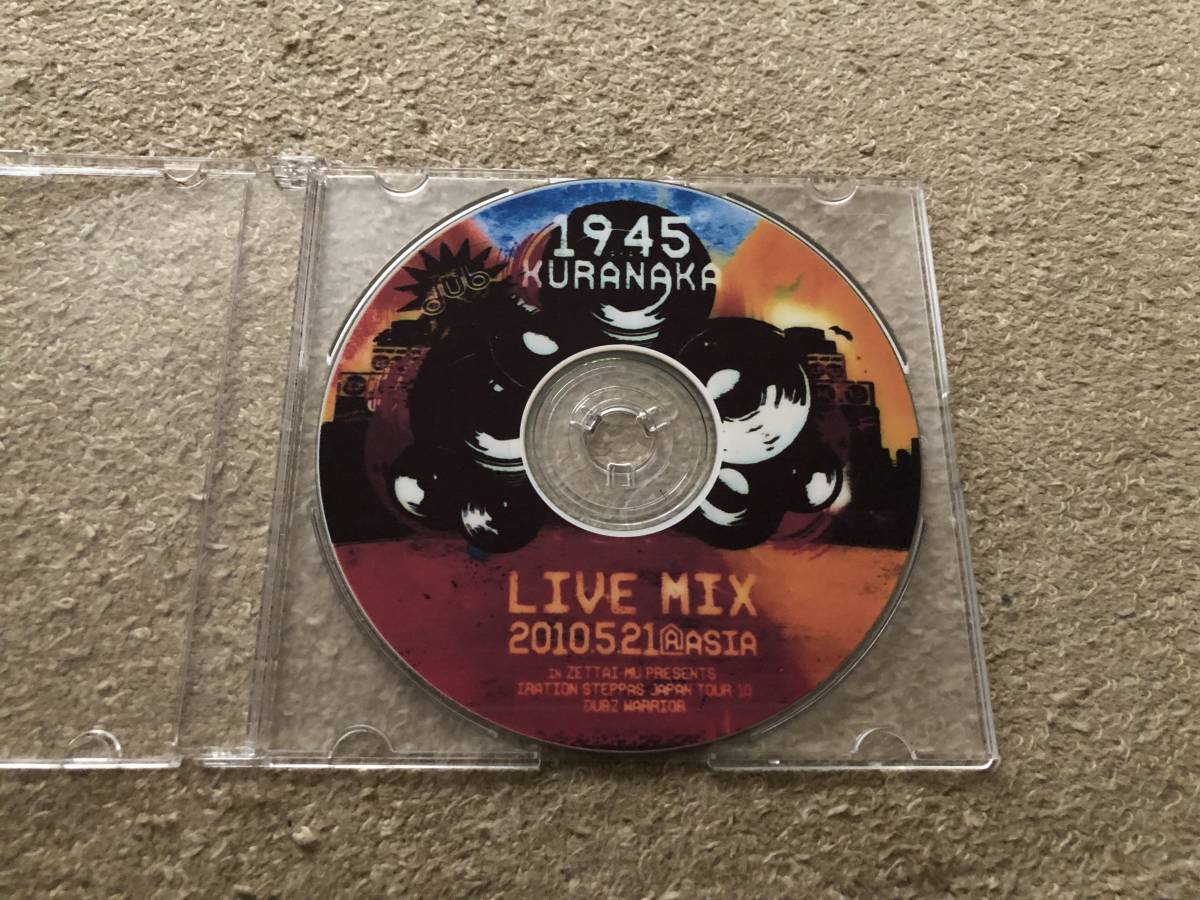 1945
KURANAKA
dub
LIVE MIX
2010.5.21@ASIA
IN ZETTAI-MU PRESENTS
IRATION STEPPAS JAPAN TOUR 10
DUBZ WARRIOR